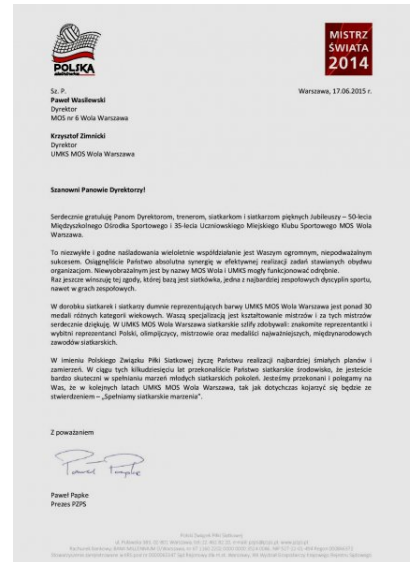 POLSKA
MISTRZ
ŚWIATA
2014
Sz. P.
Paweł Wasilewski
Dyrektor
MOS nr 6 Wola Warszawa
Warszawa, 17.06.2015 r.
Krzysztof Zimnicki
Dyrektor
UMKS MOS Wola Warszawa
Szanowni Panowie Dyrektorzy!
Serdecznie gratuluję Panom Dyrektorom, trenerom, siatkarkom i siatkarzom pięknych Jubileuszy – 50-lecia
Międzyszkolnego Ośrodka Sportowego i 35-lecia Uczniowskiego Miejskiego Klubu Sportowego MOS Wola
Warszawa.
To niezwykłe i godne naśladowania wieloletnie współdziałanie jest Waszym ogromnym, niepodważalnym
sukcesem. Osiągnęliście Państwo absolutną synergię w efektywnej realizacji zadań stawianych obydwu
organizacjom. Niewyobrażalnym jest by nazwy MOS Wola i UMKS mogły funkcjonować odrębnie.
Raz jeszcze winszuję tej zgody, której bazą jest siatkówka, jedna z najbardziej zespołowych dyscyplin sportu,
nawet w grach zespołowych.
W dorobku siatkarek i siatkarzy dumnie reprezentujących barwy UMKS MOS Wola Warszawa jest ponad 30
medali różnych kategorii wiekowych. Waszą specjalizacją jest kształtowanie mistrzów i za tych mistrzów
serdecznie dziękuję. W UMKS MOS Wola Warszawa siatkarskie szlify zdobywali: znakomite reprezentantki i
wybitni reprezentanci Polski, olimpijczycy, mistrzowie oraz medaliści najważniejszych, międzynarodowych
zawodów siatkarskich.
W imieniu Polskiego Związku Piłki Siatkowej życzę Państwu realizacji najbardziej śmiałych planów i
zamierzeń. W ciągu tych kilkudziesięciu lat przekonaliście Państwo siatkarskie środowisko, że jesteście
bardzo skuteczni w spełnianiu marzeń młodych siatkarskich pokoleń. Jesteśmy przekonani i polegamy na
Was, że w kolejnych latach UMKS MOS Wola Warszawa, tak jak dotychczas kojarzyć się będzie ze
stwierdzeniem – „Spełniamy siatkarskie marzenia”.
Z poważaniem
Paweł Papke
Paweł Papke
Prezes PZPS
Polski Związek Piłki Siatkowej